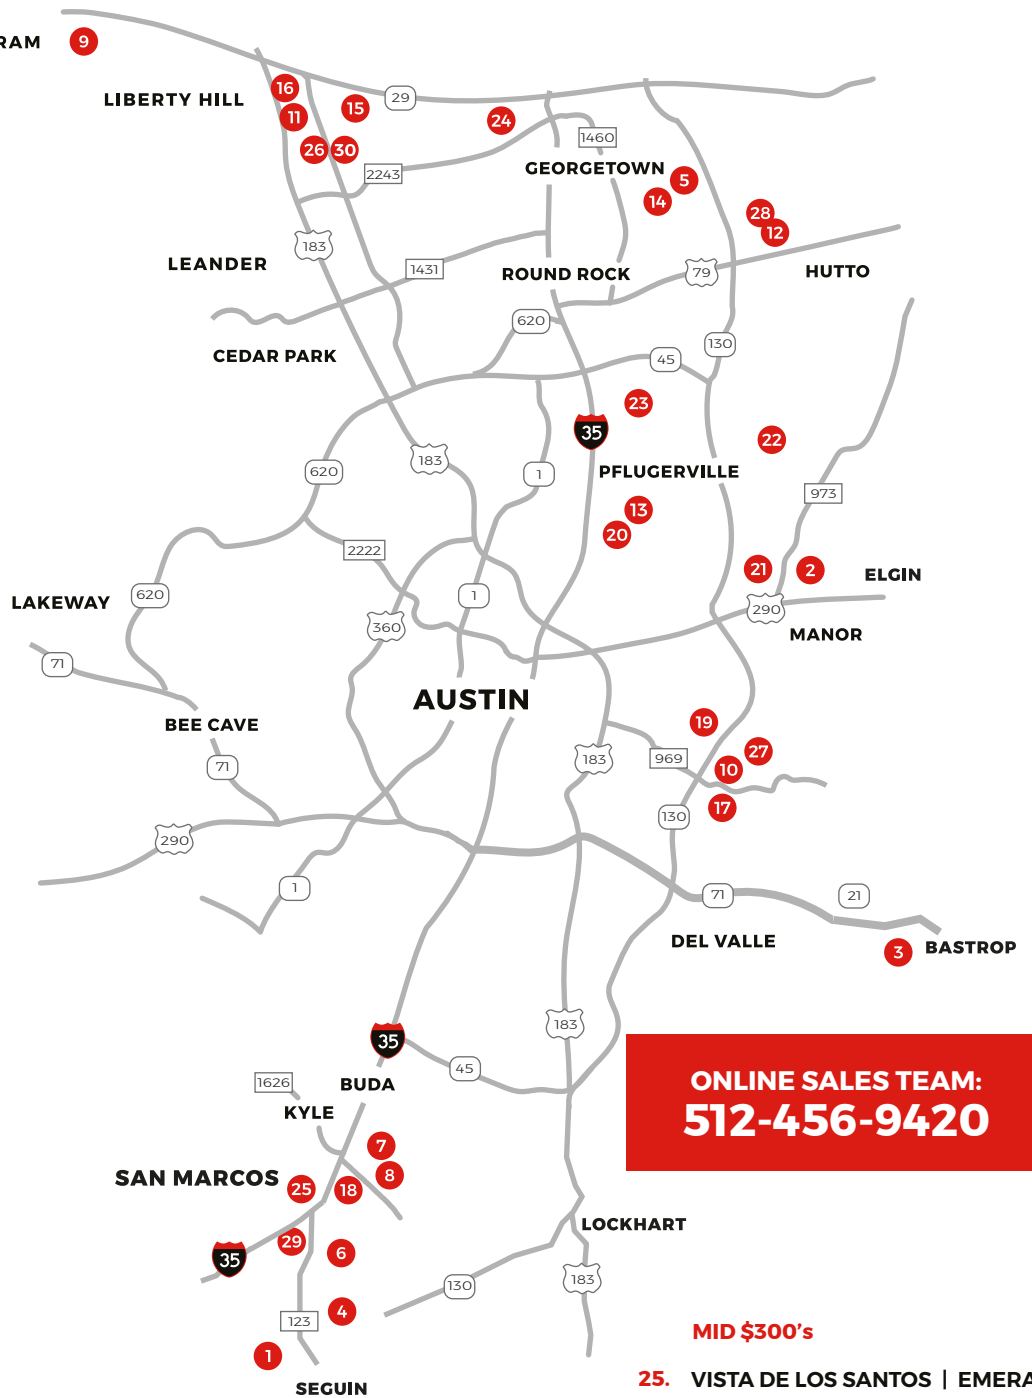 RAM 9
LIBERTY HILL 16 15 29
11 24
26 30 1460
2243 GEORGETOWN 5
14
28
183 12
LEANDER 1431 ROUND ROCK 79 HUTTO
620
CEDAR PARK 45 130
23
35
183 22
620 1 PFLUGERVILLE
973
13
2222 20
21 2 ELGIN
LAKEWAY 620 1 290
360 MANOR
71
AUSTIN
BEE CAVE 19
71 183 969 27
10
17
290 130
1 71 21
DEL VALLE
3 BASTROP
183
35
45
1626 BUDA
KYLE
ONLINE SALES TEAM:
512-456-9420
7
SAN MARCOS 25 18 8
LOCKHART
29 6
35
130 183
123 4
1
SEGUIN
MID $300's
25. VISTA DE LOS SANTOS | EMERA